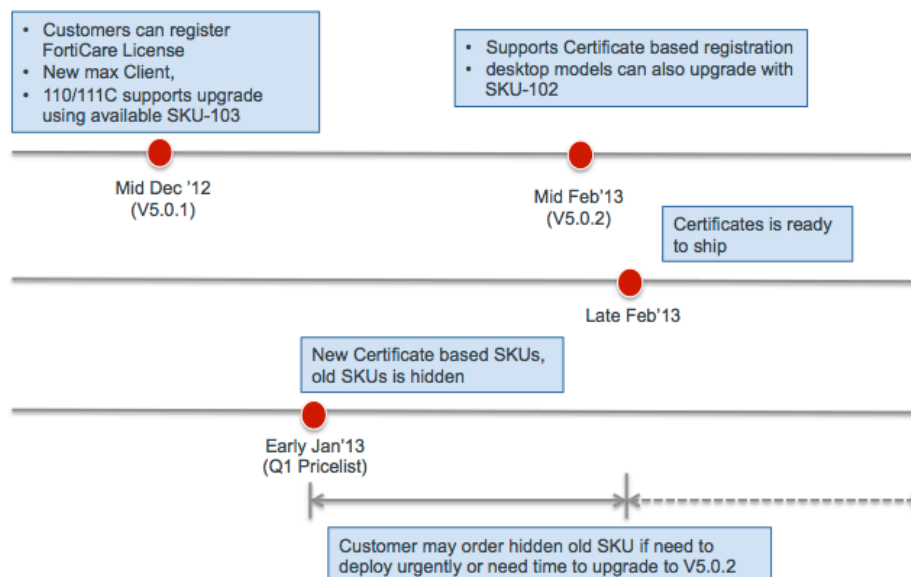 • Customers can register
FortiCare License
• New max Client,
• 110/111C supports upgrade
using available SKU-103
• Supports Certificate based registration
• desktop models can also upgrade with
SKU-102
Mid Dec '12
(V5.0.1)
Mid Feb'13
(V5.0.2)
Certificates is ready
to ship
Late Feb'13
New Certificate based SKUs,
old SKUs is hidden
Early Jan'13
(Q1 Pricelist)
Customer may order hidden old SKU if need to
deploy urgently or need time to upgrade to V5.0.2